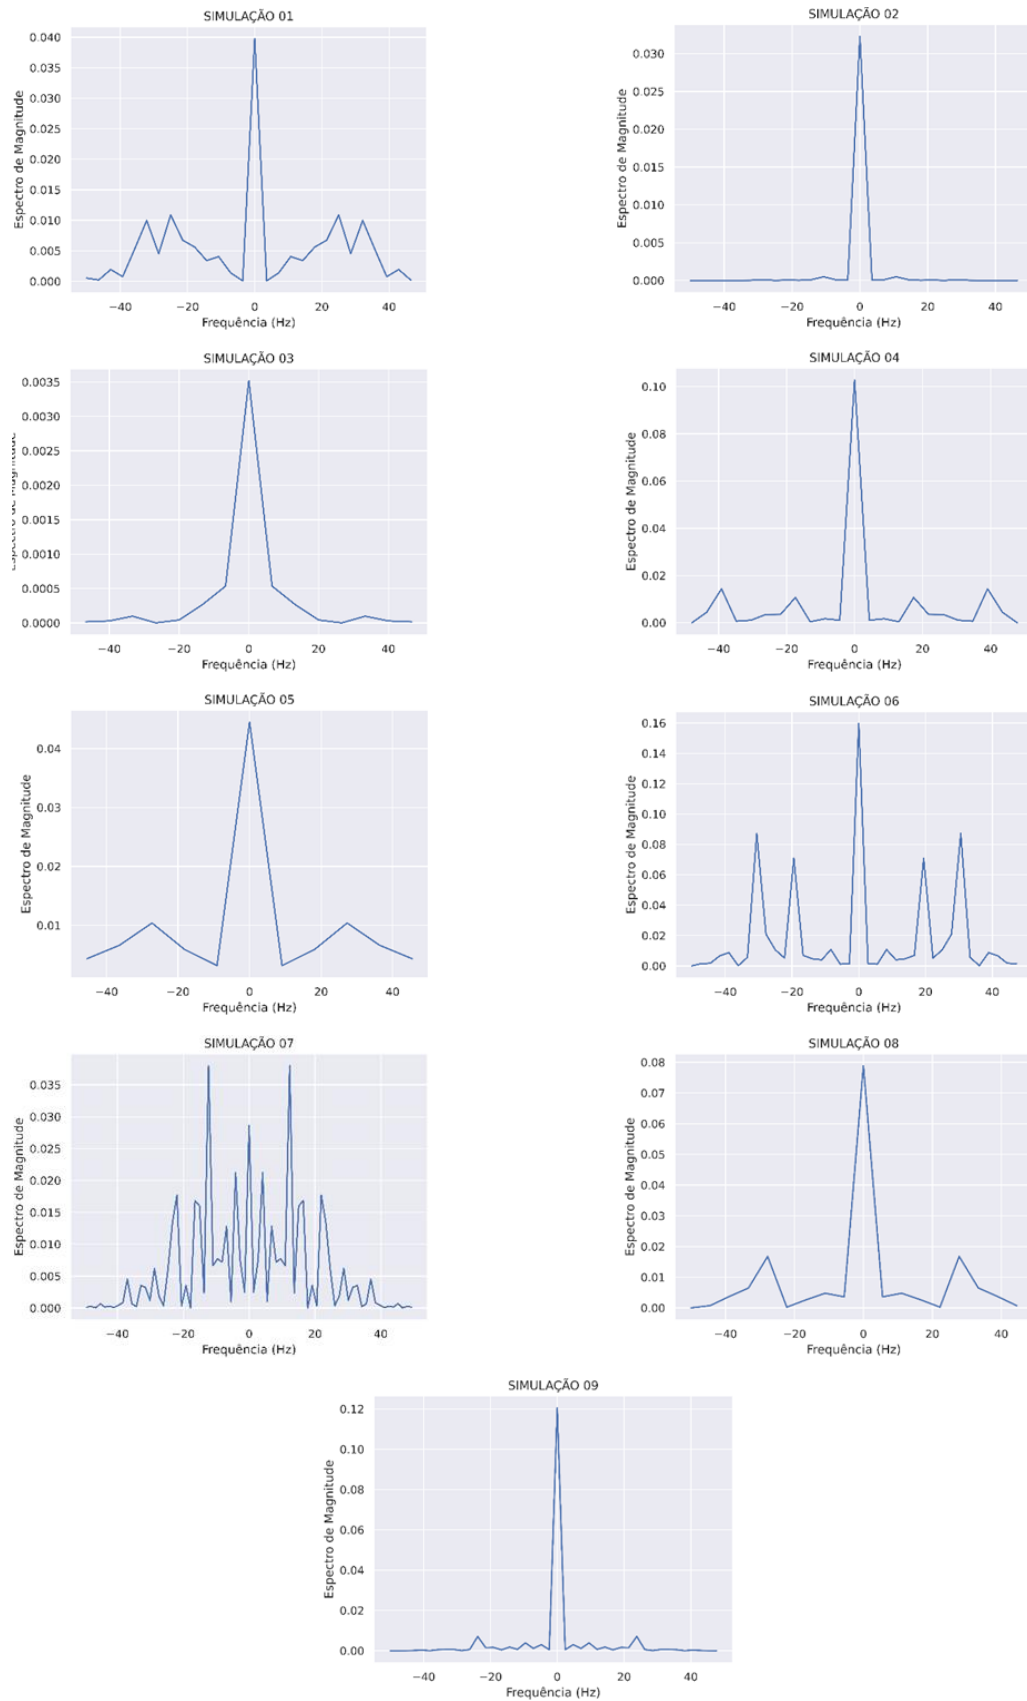 SIMULAÇÃO 01
Espectro de Magnitude
0.040
0.035
0.030
0.025
0.020
0.015
0.010
0.005
0.000
−40 −20 0 20 40
Frequência (Hz)
SIMULAÇÃO 02
Espectro de Magnitude
0.030
0.025
0.020
0.015
0.010
0.005
0.000
−40 −20 0 20 40
Frequência (Hz)
SIMULAÇÃO 03
Espectro de Magnitude
0.0035
0.0030
0.0025
0.0020
0.0015
0.0010
0.0005
0.0000
−40 −20 0 20 40
Frequência (Hz)
SIMULAÇÃO 04
Espectro de Magnitude
0.10
0.08
0.06
0.04
0.02
0.00
−40 −20 0 20 40
Frequência (Hz)
SIMULAÇÃO 05
Espectro de Magnitude
0.04
0.03
0.02
0.01
−40 −20 0 20 40
Frequência (Hz)
SIMULAÇÃO 06
Espectro de Magnitude
0.16
0.14
0.12
0.10
0.08
0.06
0.04
0.02
0.00
−40 −20 0 20 40
Frequência (Hz)
SIMULAÇÃO 07
Espectro de Magnitude
0.035
0.030
0.025
0.020
0.015
0.010
0.005
0.000
−40 −20 0 20 40
Frequência (Hz)
SIMULAÇÃO 08
Espectro de Magnitude
0.08
0.07
0.06
0.05
0.04
0.03
0.02
0.01
0.00
−40 −20 0 20 40
Frequência (Hz)
SIMULAÇÃO 09
Espectro de Magnitude
0.12
0.10
0.08
0.06
0.04
0.02
0.00
−40 −20 0 20 40
Frequência (Hz)